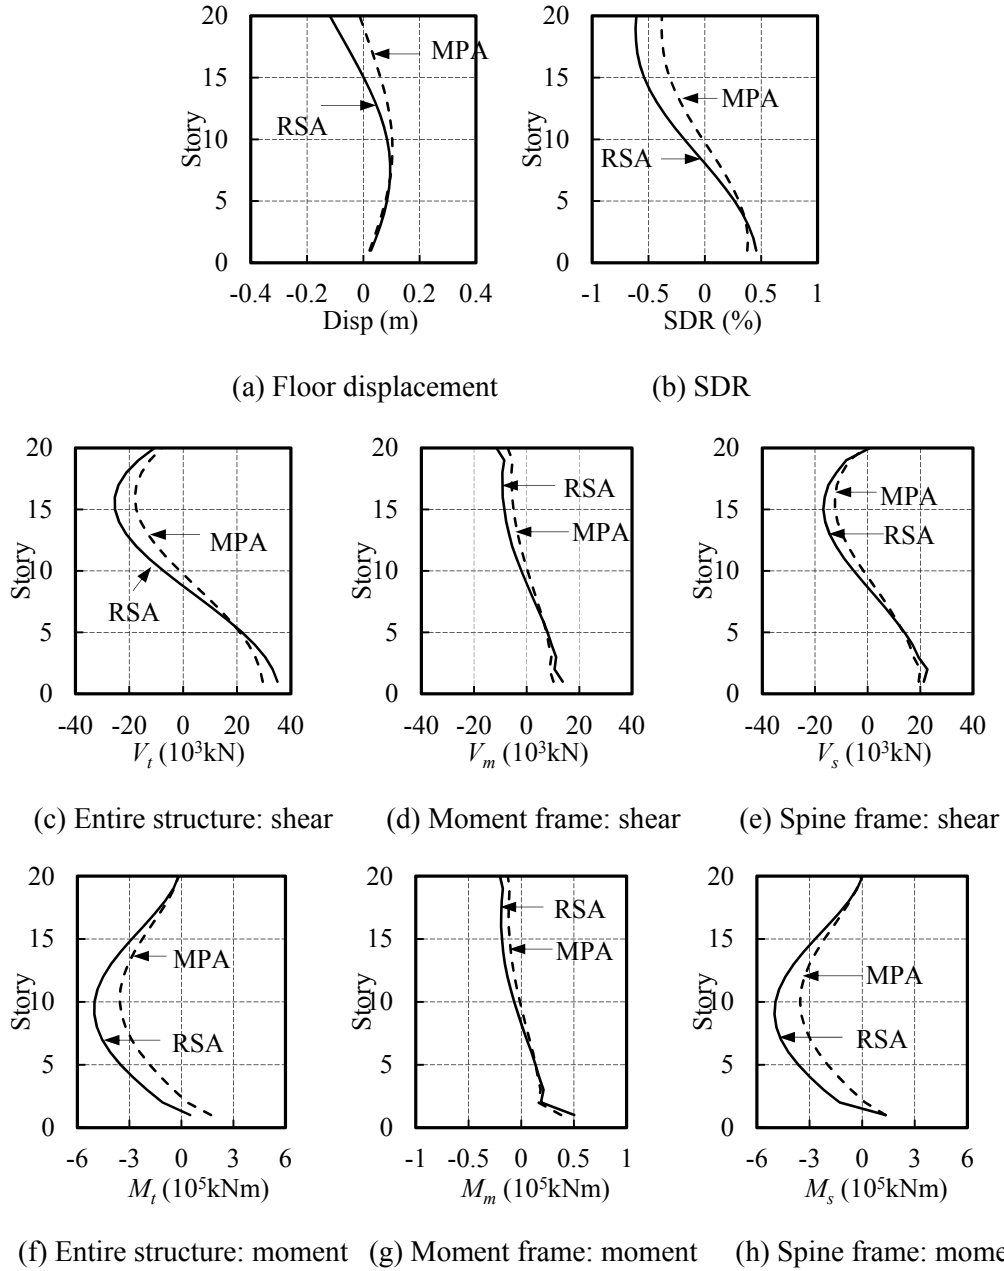 20
15
10
5
0
Story
MPA
RSA
-0.4 -0.2 0 0.2 0.4
Disp (m)
(a) Floor displacement
20
15
10
5
0
Story
MPA
RSA
-1 -0.5 0 0.5 1
SDR (%)
(b) SDR
20
15
10
5
0
Story
MPA
RSA
-40 -20 0 20 40
Vt (10³kN)
(c) Entire structure: shear
20
15
10
5
0
Story
RSA
MPA
-40 -20 0 20 40
Vm (10³kN)
(d) Moment frame: shear
20
15
10
5
0
Story
MPA
RSA
-40 -20 0 20 40
Vs (10³kN)
(e) Spine frame: shear
20
15
10
5
0
Story
MPA
RSA
-6 -3 0 3 6
Mt (10⁵kNm)
(f) Entire structure: moment
20
15
10
5
0
Story
RSA
MPA
-1 -0.5 0 0.5 1
Mm (10⁵kNm)
(g) Moment frame: moment
20
15
10
5
0
Story
MPA
RSA
-6 -3 0 3 6
Ms (10⁵kNm)
(h) Spine frame: mome